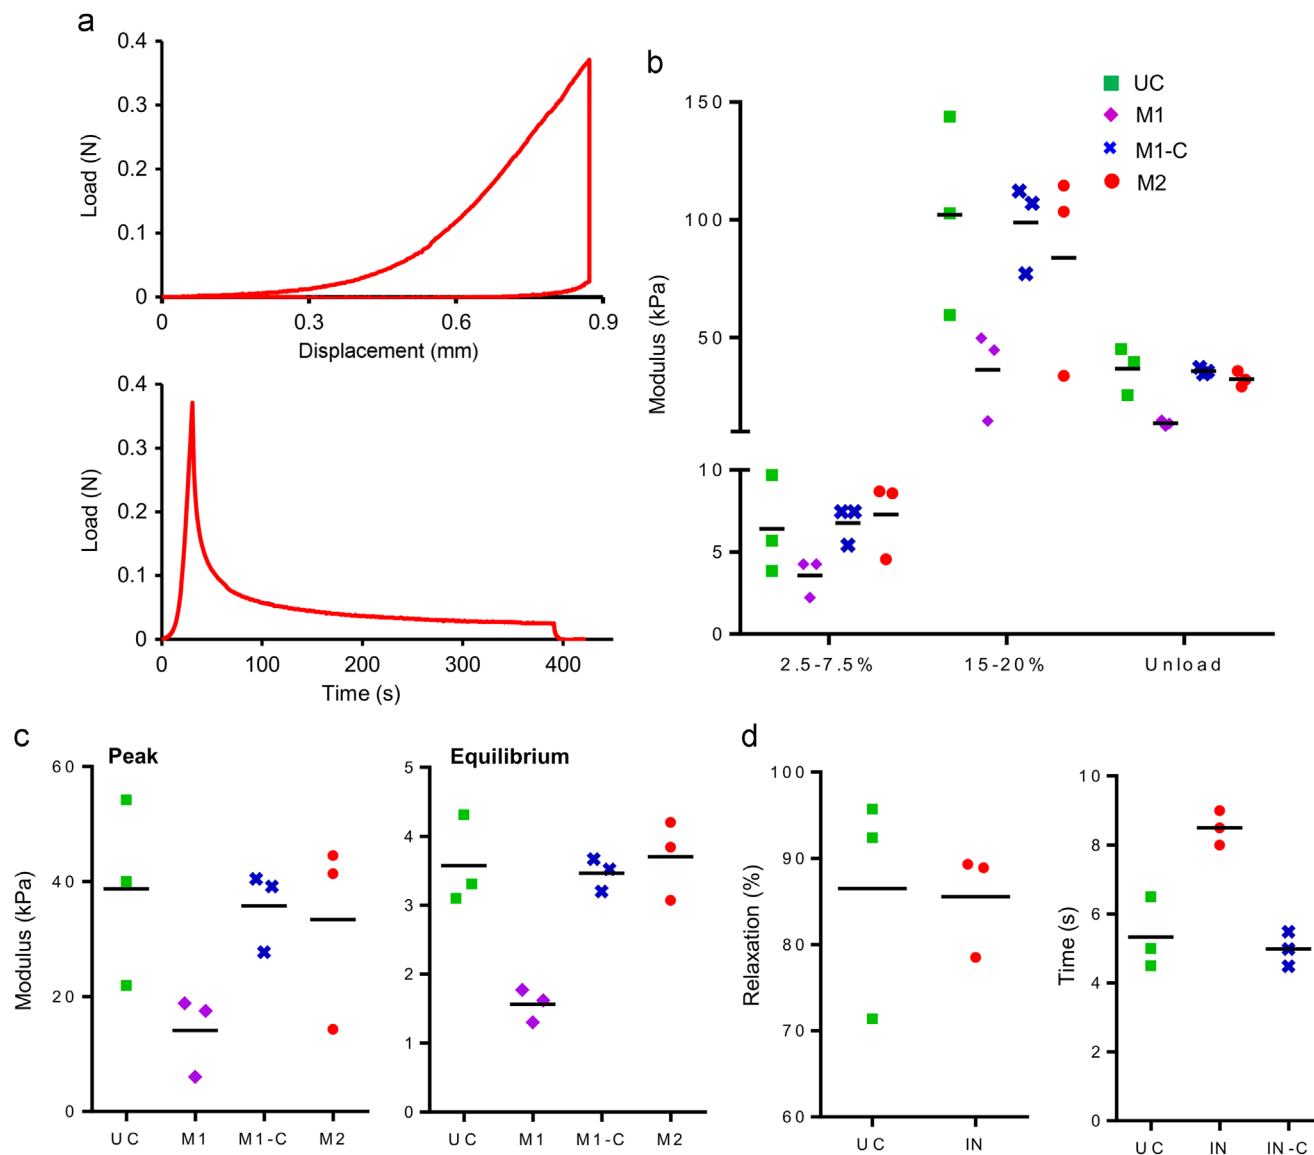 a
0.4
0.3
0.2
0.1
0
Load (N)
0
0.3
0.6
0.9
Displacement (mm)
0.4
0.3
0.2
0.1
0
Load (N)
0
100
200
300
400
Time (s)
b
UC
M1
M1-C
M2
150
100
50
10
5
0
Modulus (kPa)
2.5-7.5%
15-20%
Unload
c
Peak
60
40
20
0
Modulus (kPa)
UC
M1
M1-C
M2
Equilibrium
5
4
3
2
1
0
UC
M1
M1-C
M2
d
100
90
80
70
60
Relaxation (%)
UC
IN
10
8
6
4
2
0
Time (s)
UC
IN
IN-C